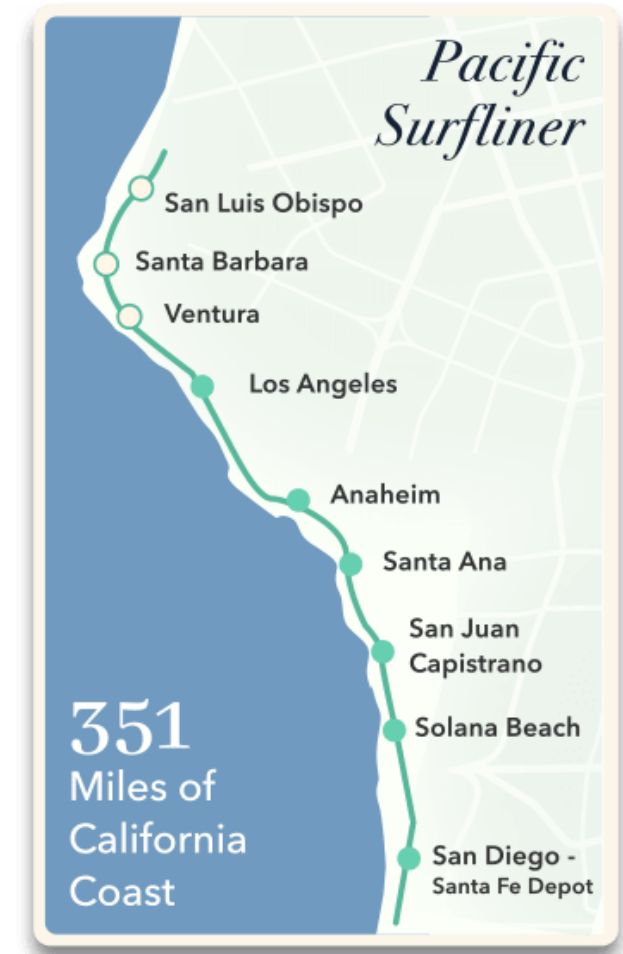 Pacific
Surfliner
San Luis Obispo
Santa Barbara
Ventura
Los Angeles
Anaheim
Santa Ana
San Juan
Capistrano
Solana Beach
San Diego -
Santa Fe Depot
351
Miles of
California
Coast